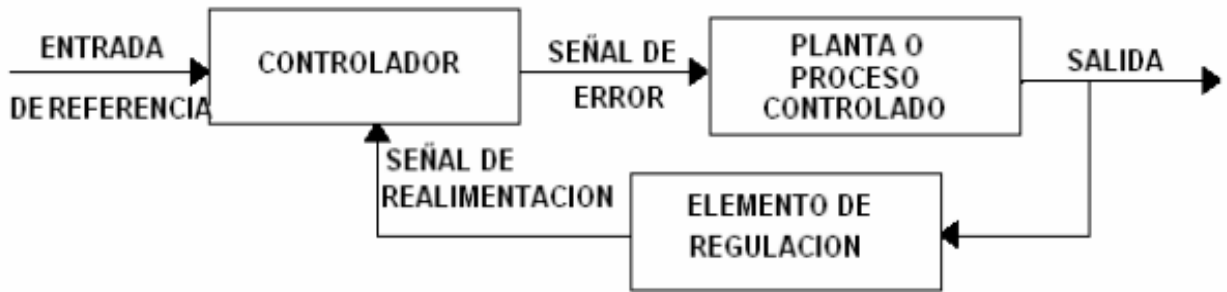 ENTRADA
DE REFERENCIA
CONTROLADOR
SEÑAL DE
ERROR
PLANTA O
PROCESO
CONTROLADO
SALIDA
SEÑAL DE
REALIMENTACION
ELEMENTO DE
REGULACION